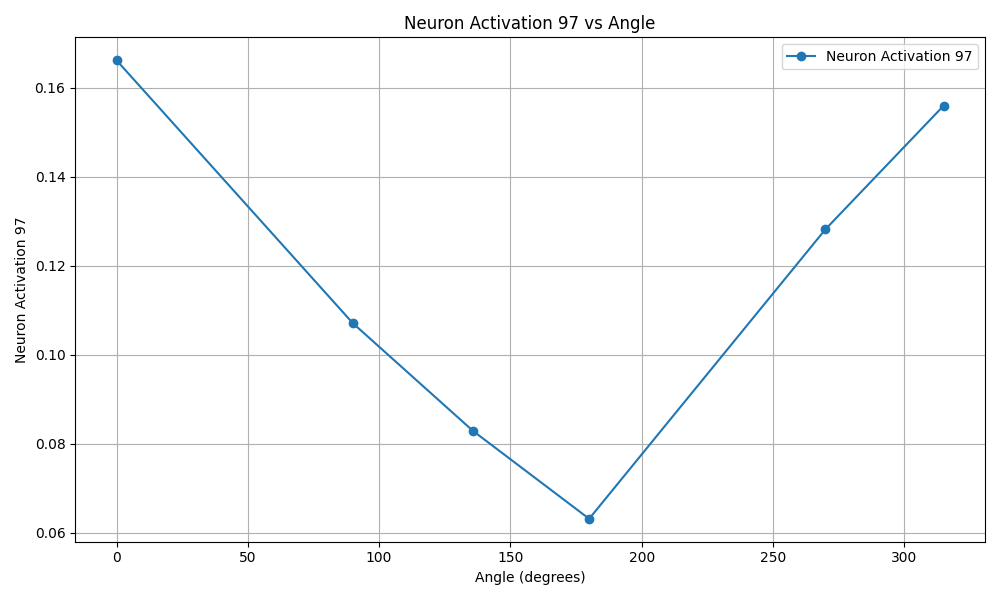 Neuron Activation 97 vs Angle
Neuron Activation 97
Neuron Activation 97
0.16
0.14
0.12
0.10
0.08
0.06
0 50 100 150 200 250 300
Angle (degrees)